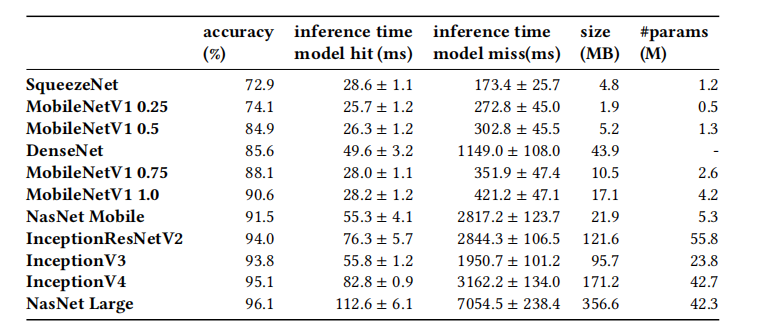 accuracy inference time inference time size #params
(%) model hit (ms) model miss(ms) (MB) (M)
SqueezeNet 72.9 28.6 ± 1.1 173.4 ± 25.7 4.8 1.2
MobileNetV1 0.25 74.1 25.7 ± 1.2 272.8 ± 45.0 1.9 0.5
MobileNetV1 0.5 84.9 26.3 ± 1.2 302.8 ± 45.5 5.2 1.3
DenseNet 85.6 49.6 ± 3.2 1149.0 ± 108.0 43.9 -
MobileNetV1 0.75 88.1 28.0 ± 1.1 351.9 ± 47.4 10.5 2.6
MobileNetV1 1.0 90.6 28.2 ± 1.2 421.2 ± 47.1 17.1 4.2
NasNet Mobile 91.5 55.3 ± 4.1 2817.2 ± 123.7 21.9 5.3
InceptionResNetV2 94.0 76.3 ± 5.7 2844.3 ± 106.5 121.6 55.8
InceptionV3 93.8 55.8 ± 1.2 1950.7 ± 101.2 95.7 23.8
InceptionV4 95.1 82.8 ± 0.9 3162.2 ± 134.0 171.2 42.7
NasNet Large 96.1 112.6 ± 6.1 7054.5 ± 238.4 356.6 42.3